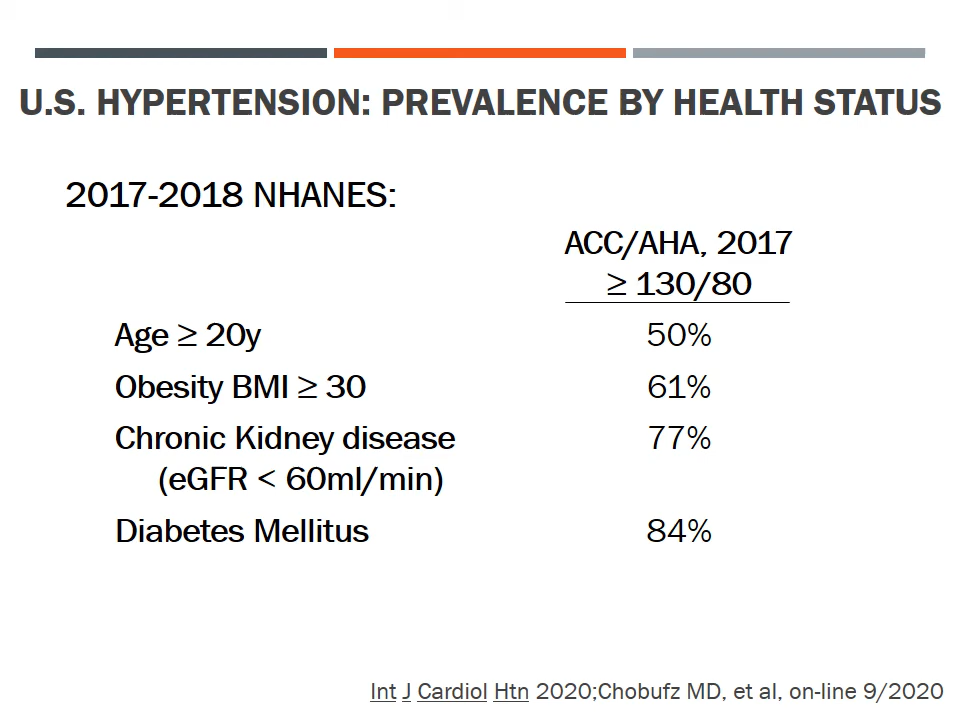 U.S. HYPERTENSION: PREVALENCE BY HEALTH STATUS
2017-2018 NHANES:
ACC/AHA, 2017
≥ 130/80
Age ≥ 20y 50%
Obesity BMI ≥ 30 61%
Chronic Kidney disease 77%
(eGFR < 60ml/min)
Diabetes Mellitus 84%
Int J Cardiol Htn 2020;Chobufz MD, et al, on-line 9/2020